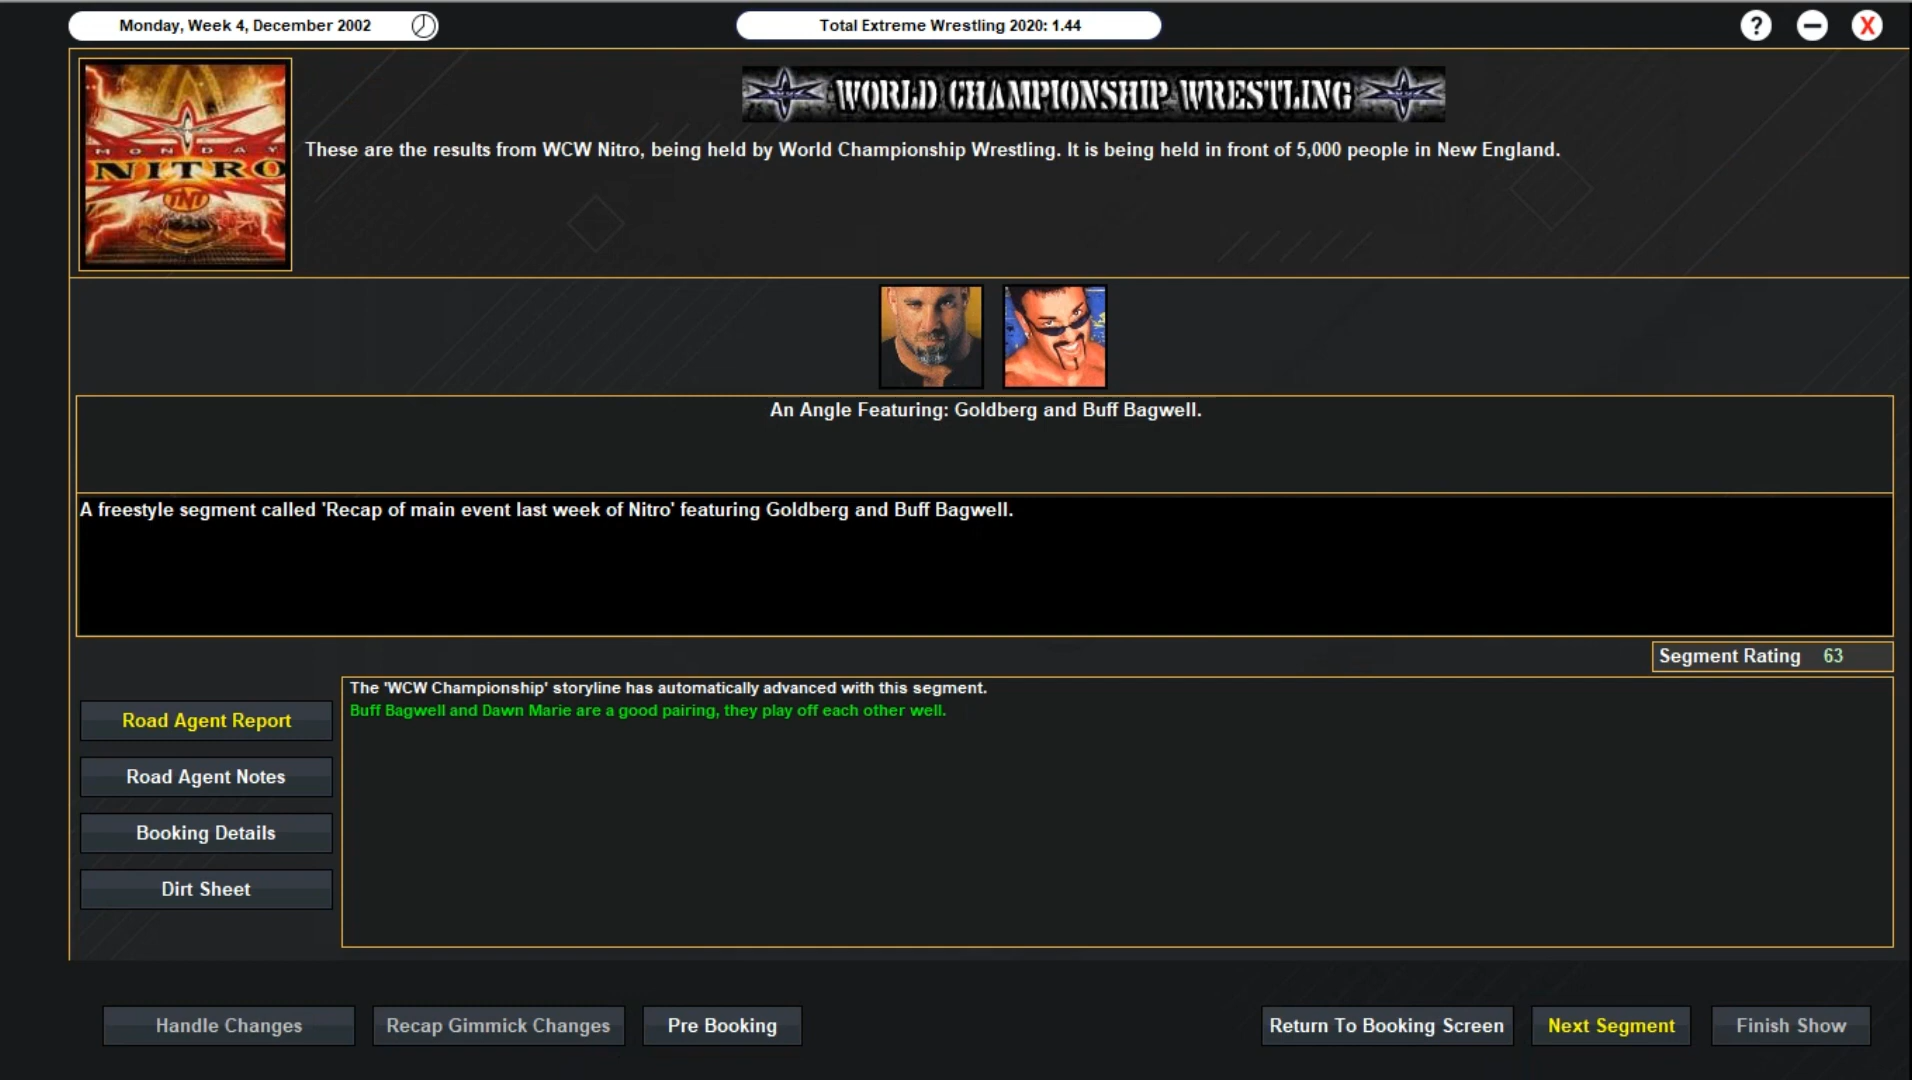 Monday, Week 4, December 2002
Total Extreme Wrestling 2020: 1.44
?
X
MONDAY
NITRO
TNT
WORLD CHAMPIONSHIP WRESTLING
These are the results from WCW Nitro, being held by World Championship Wrestling. It is being held in front of 5,000 people in New England.
An Angle Featuring: Goldberg and Buff Bagwell.
A freestyle segment called 'Recap of main event last week of Nitro' featuring Goldberg and Buff Bagwell.
Segment Rating 63
Road Agent Report
Road Agent Notes
Booking Details
Dirt Sheet
The 'WCW Championship' storyline has automatically advanced with this segment.
Buff Bagwell and Dawn Marie are a good pairing, they play off each other well.
Handle Changes
Recap Gimmick Changes
Pre Booking
Return To Booking Screen
Next Segment
Finish Show